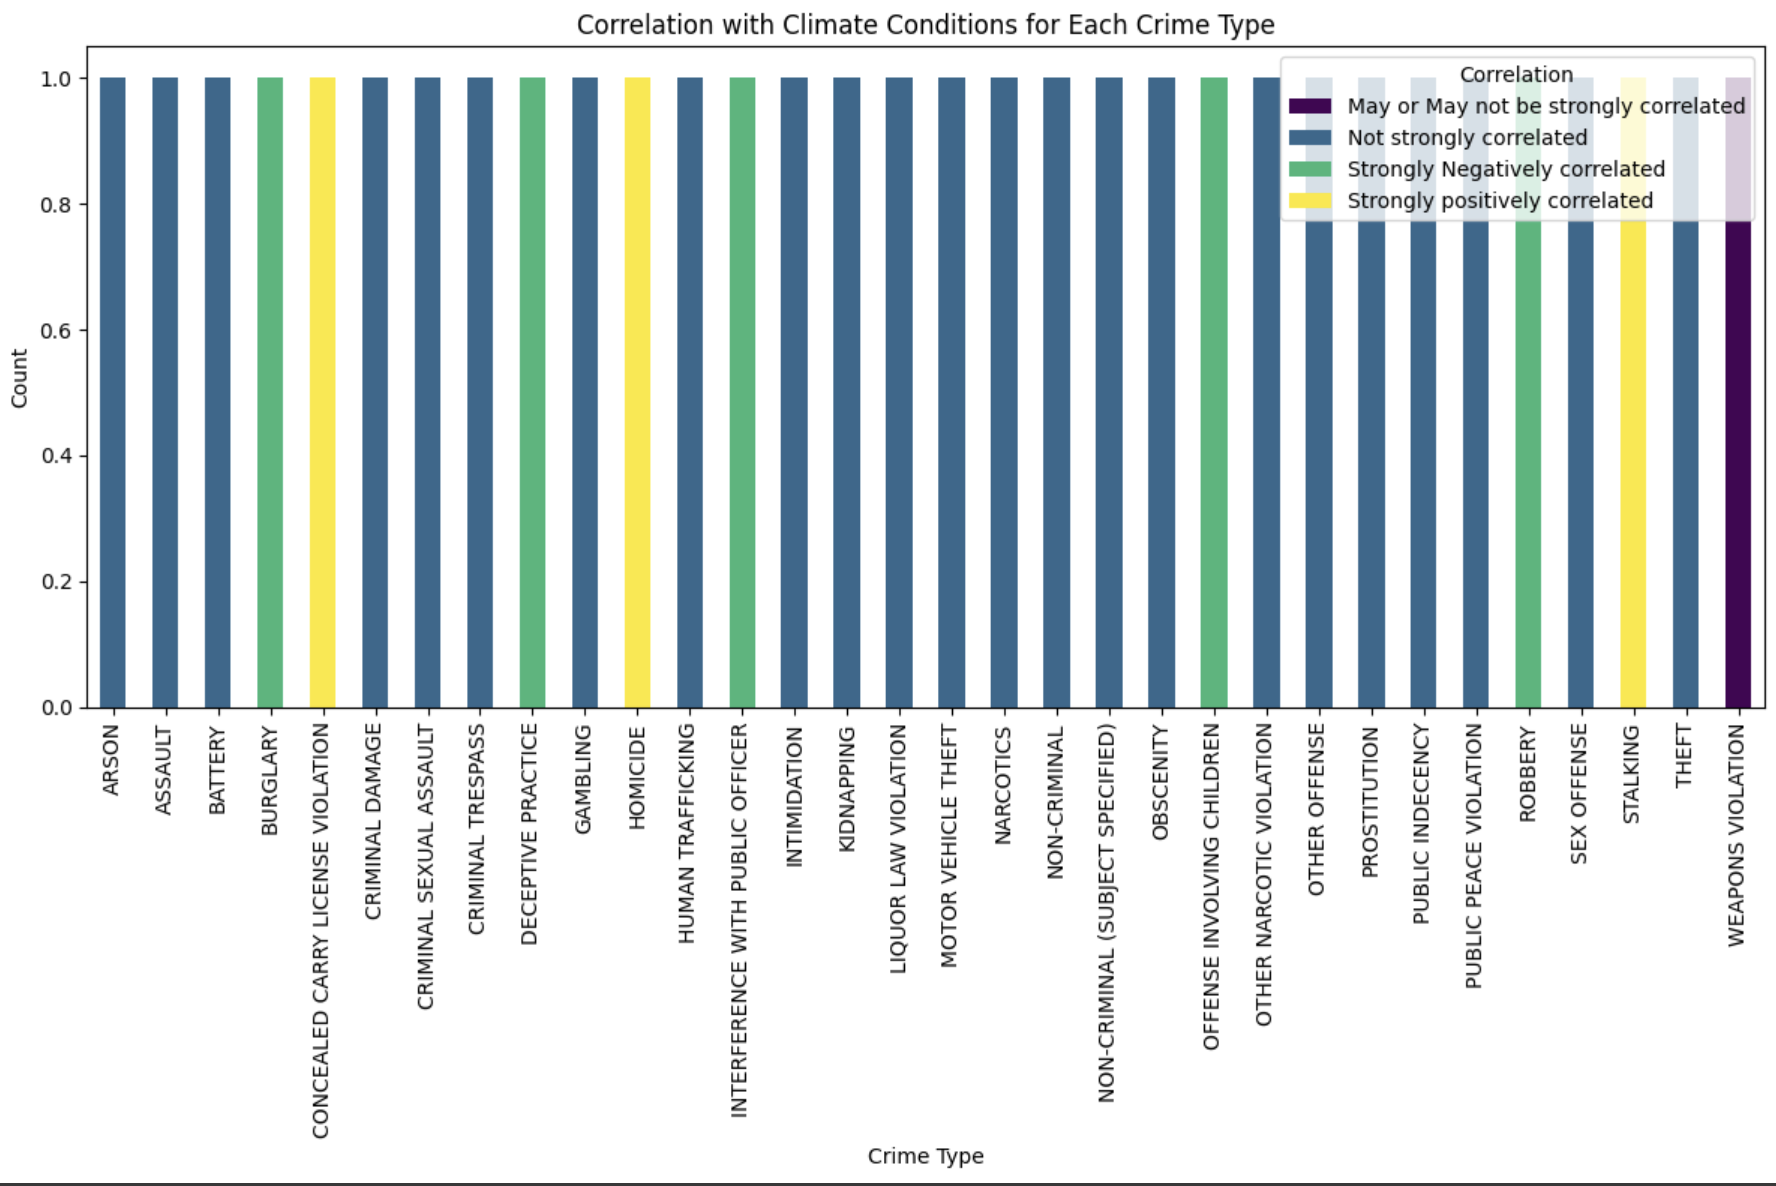 Correlation with Climate Conditions for Each Crime Type
Correlation
May or May not be strongly correlated
Not strongly correlated
Strongly Negatively correlated
Strongly positively correlated
Count
1.0
0.8
0.6
0.4
0.2
0.0
ARSON
ASSAULT
BATTERY
BURGLARY
CONCEALED CARRY LICENSE VIOLATION
CRIMINAL DAMAGE
CRIMINAL SEXUAL ASSAULT
CRIMINAL TRESPASS
DECEPTIVE PRACTICE
GAMBLING
HOMICIDE
HUMAN TRAFFICKING
INTERFERENCE WITH PUBLIC OFFICER
INTIMIDATION
KIDNAPPING
LIQUOR LAW VIOLATION
MOTOR VEHICLE THEFT
NARCOTICS
NON-CRIMINAL
NON-CRIMINAL (SUBJECT SPECIFIED)
OBSCENITY
OFFENSE INVOLVING CHILDREN
OTHER NARCOTIC VIOLATION
OTHER OFFENSE
PROSTITUTION
PUBLIC INDECENCY
PUBLIC PEACE VIOLATION
ROBBERY
SEX OFFENSE
STALKING
THEFT
WEAPONS VIOLATION
Crime Type